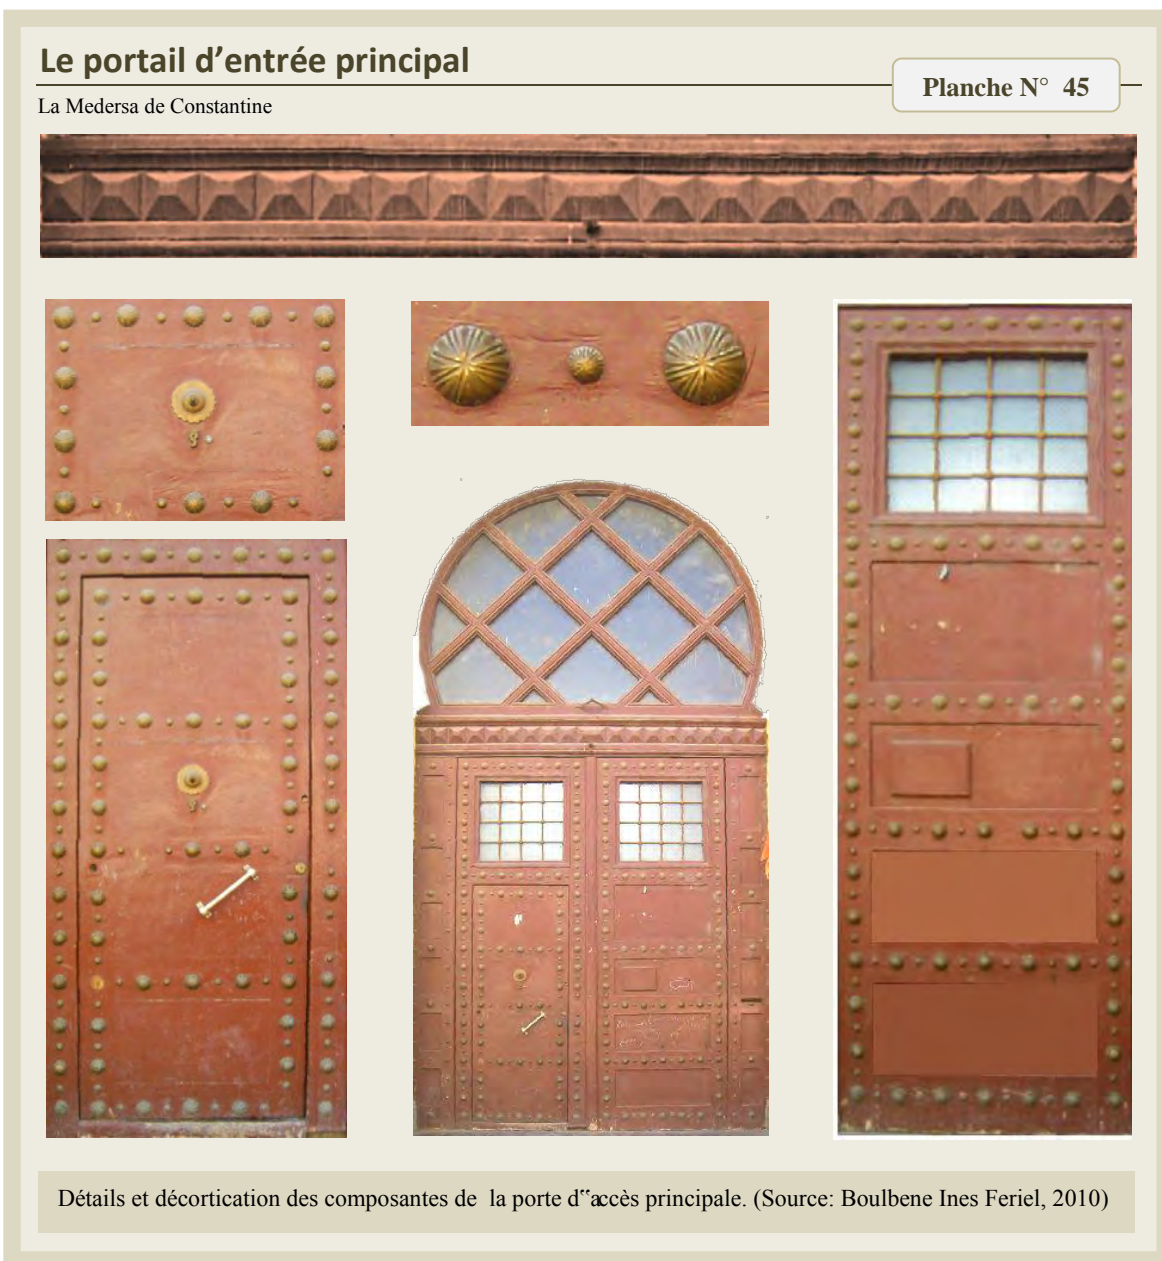 Le portail d’entrée principal
Planche N° 45
La Medersa de Constantine
Détails et décortication des composantes de la porte d‟accès principale. (Source: Boulbene Ines Feriel, 2010)